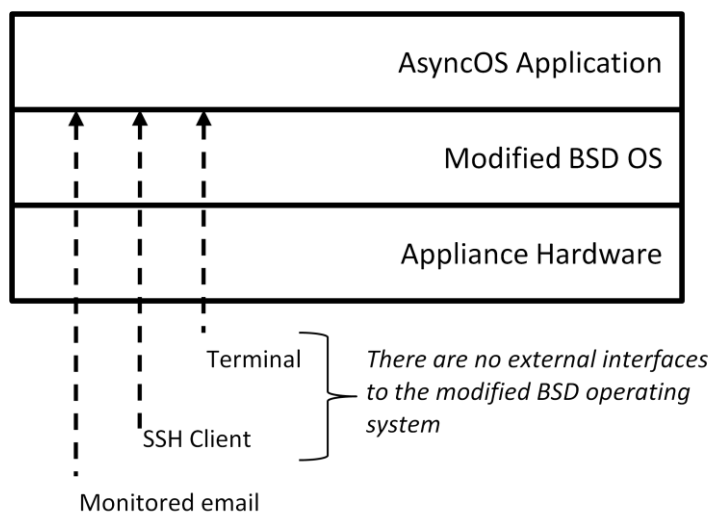 AsyncOS Application
Modified BSD OS
Appliance Hardware
Terminal
There are no external interfaces
to the modified BSD operating
system
SSH Client
Monitored email